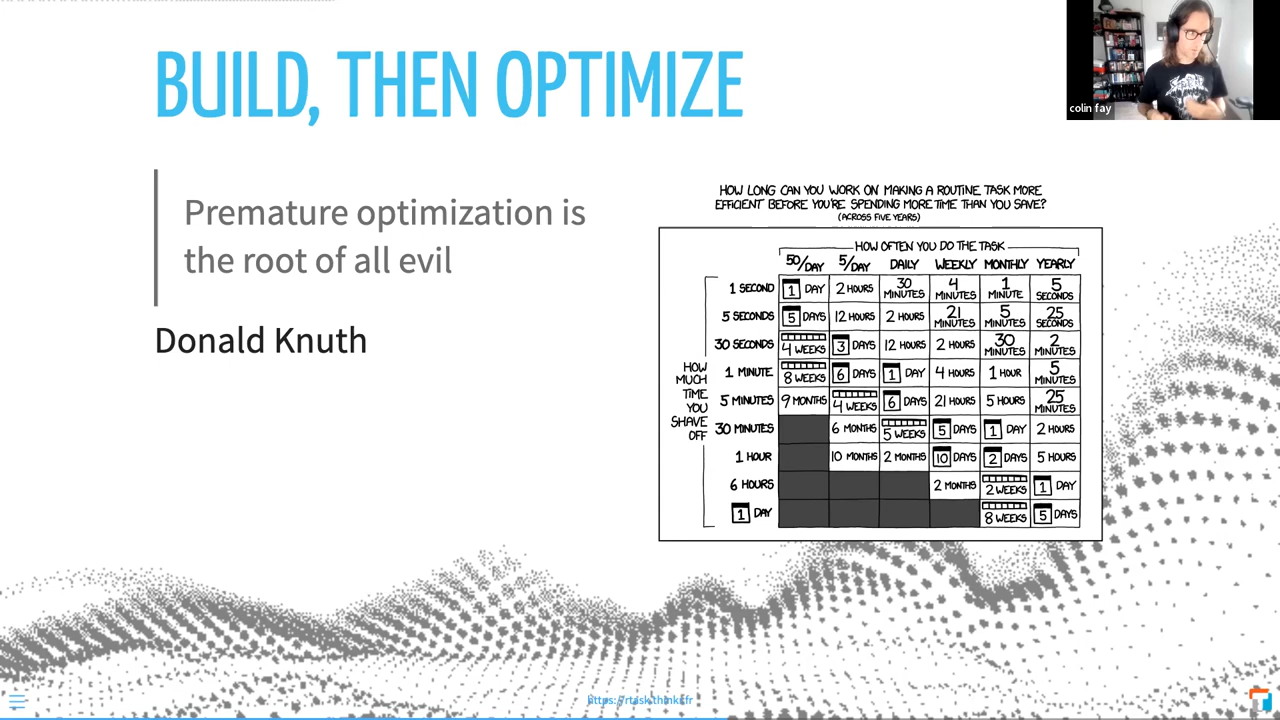 BUILD, THEN OPTIMIZE
colin fay
Premature optimization is
the root of all evil
Donald Knuth
HOW LONG CAN YOU WORK ON MAKING A ROUTINE TASK MORE
EFFICIENT BEFORE YOU'RE SPENDING MORE TIME THAN YOU SAVE?
(ACROSS FIVE YEARS)
HOW OFTEN YOU DO THE TASK
50/DAY 5/DAY DAILY WEEKLY MONTHLY YEARLY
HOW MUCH TIME YOU SHAVE OFF
1 SECOND 1 DAY 2 HOURS 30 MINUTES 4 MINUTES 1 MINUTE 5 SECONDS
5 SECONDS 5 DAYS 12 HOURS 2 HOURS 21 MINUTES 5 MINUTES 25 SECONDS
30 SECONDS 4 WEEKS 3 DAYS 12 HOURS 2 HOURS 30 MINUTES 2 MINUTES
1 MINUTE 8 WEEKS 6 DAYS 1 DAY 4 HOURS 1 HOUR 5 MINUTES
5 MINUTES 9 MONTHS 4 WEEKS 6 DAYS 21 HOURS 5 HOURS 25 MINUTES
30 MINUTES 6 MONTHS 5 WEEKS 5 DAYS 1 DAY 2 HOURS
1 HOUR 10 MONTHS 2 MONTHS 10 DAYS 2 DAYS 5 HOURS
6 HOURS 2 MONTHS 2 WEEKS 1 DAY
1 DAY 8 WEEKS 5 DAYS
https://rtask.thinkr.fr